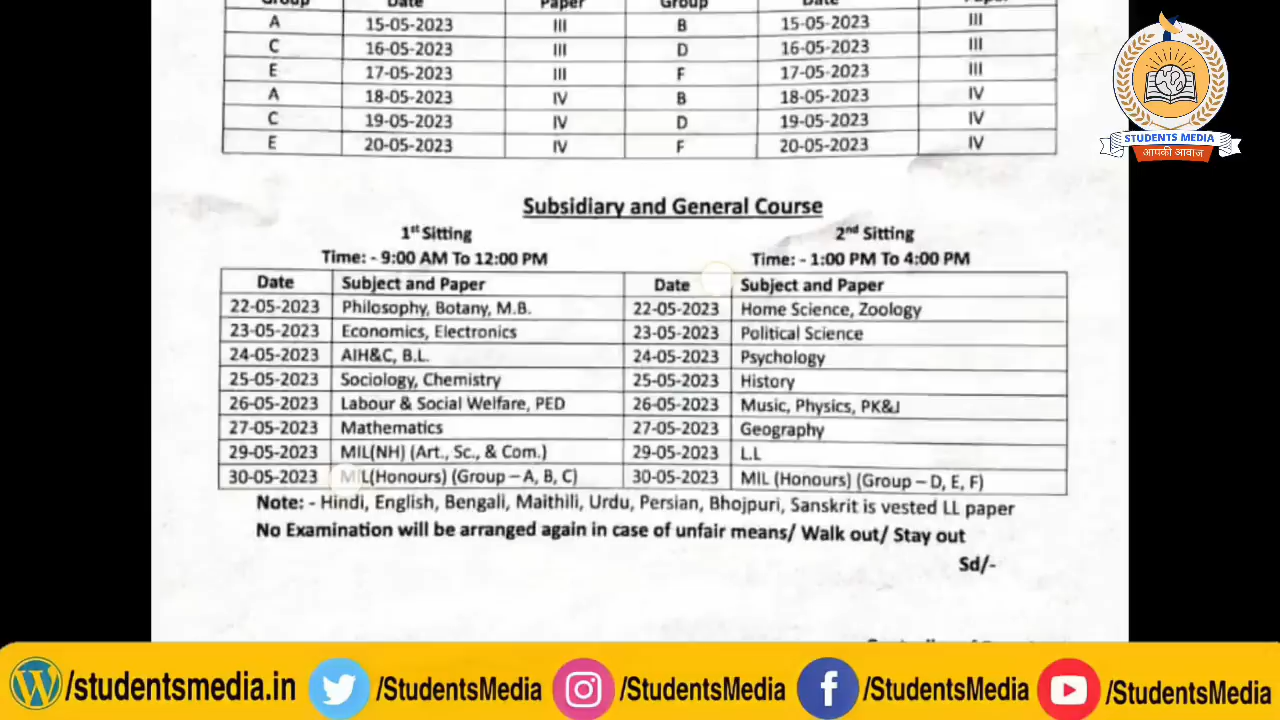 Group Date Paper Group Date Paper
A 15-05-2023 III B 15-05-2023 III
C 16-05-2023 III D 16-05-2023 III
E 17-05-2023 III F 17-05-2023 III
A 18-05-2023 IV B 18-05-2023 IV
C 19-05-2023 IV D 19-05-2023 IV
E 20-05-2023 IV F 20-05-2023 IV
STUDENTS MEDIA
आपकी आवाज
Subsidiary and General Course
1st Sitting 2nd Sitting
Time: - 9:00 AM To 12:00 PM Time: - 1:00 PM To 4:00 PM
Date Subject and Paper Date Subject and Paper
22-05-2023 Philosophy, Botany, M.B. 22-05-2023 Home Science, Zoology
23-05-2023 Economics, Electronics 23-05-2023 Political Science
24-05-2023 AIH&C, B.L. 24-05-2023 Psychology
25-05-2023 Sociology, Chemistry 25-05-2023 History
26-05-2023 Labour & Social Welfare, PED 26-05-2023 Music, Physics, PK&J
27-05-2023 Mathematics 27-05-2023 Geography
29-05-2023 MIL(NH) (Art., Sc., & Com.) 29-05-2023 L.L
30-05-2023 MIL(Honours) (Group – A, B, C) 30-05-2023 MIL (Honours) (Group – D, E, F)
Note: - Hindi, English, Bengali, Maithili, Urdu, Persian, Bhojpuri, Sanskrit is vested LL paper
No Examination will be arranged again in case of unfair means/ Walk out/ Stay out
Sd/-
/studentsmedia.in /StudentsMedia /StudentsMedia /StudentsMedia /StudentsMedia